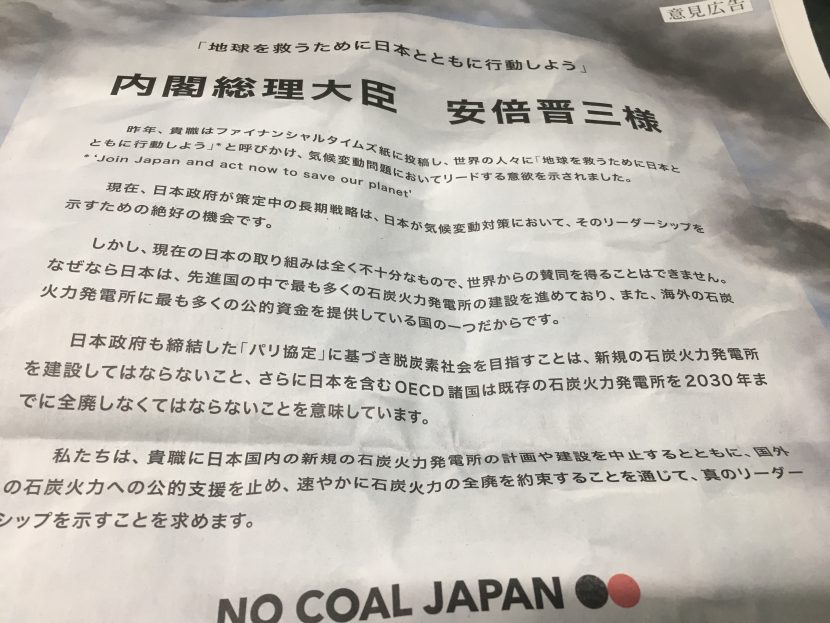 意見広告
「地球を救うために日本とともに行動しよう」
内閣総理大臣 安倍晋三様
昨年、貴職はファイナンシャルタイムズ紙に投稿し、世界の人々に「地球を救うために日本と
ともに行動しよう」*と呼びかけ、気候変動問題においてリードする意欲を示されました。
* 'Join Japan and act now to save our planet'
現在、日本政府が策定中の長期戦略は、日本が気候変動対策において、そのリーダーシップを
示すための絶好の機会です。
しかし、現在の日本の取り組みは全く不十分なもので、世界からの賛同を得ることはできません。
なぜなら日本は、先進国の中で最も多くの石炭火力発電所の建設を進めており、また、海外の石炭
火力発電所に最も多くの公的資金を提供している国の一つだからです。
日本政府も締結した「パリ協定」に基づき脱炭素社会を目指すことは、新規の石炭火力発電所
を建設してはならないこと、さらに日本を含むOECD諸国は既存の石炭火力発電所を2030年ま
でに全廃しなくてはならないことを意味しています。
私たちは、貴職に日本国内の新規の石炭火力発電所の計画や建設を中止するとともに、国外
の石炭火力への公的支援を止め、速やかに石炭火力の全廃を約束することを通じて、真のリーダー
シップを示すことを求めます。
NO COAL JAPAN